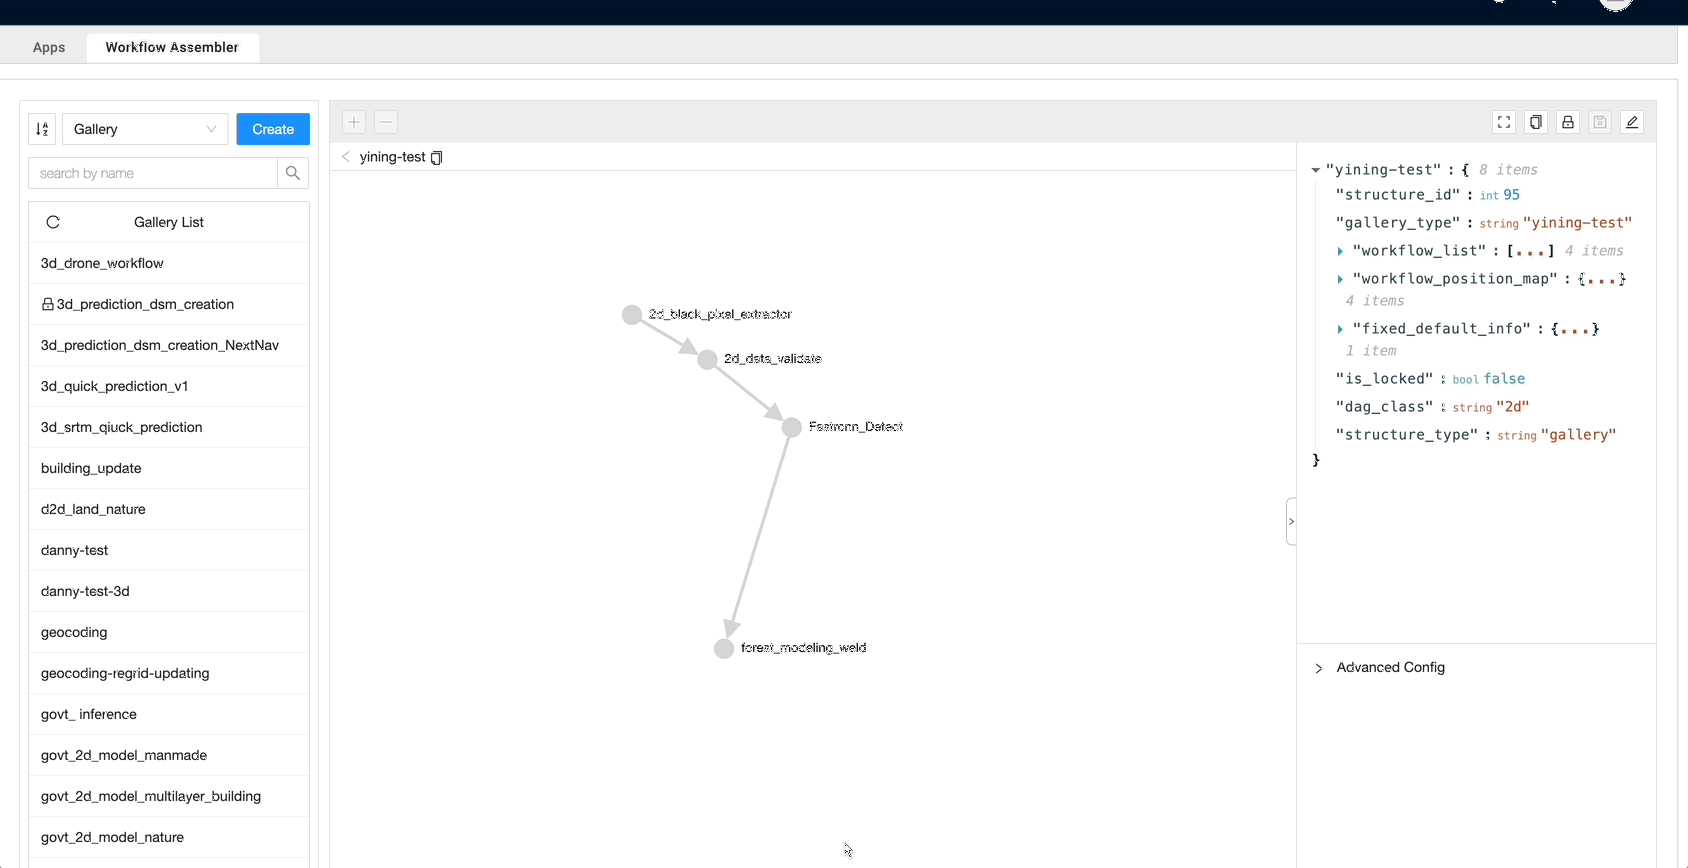 Apps
Workflow Assembler
Gallery
Create
search by name
Gallery List
3d_drone_workflow
3d_prediction_dsm_creation
3d_prediction_dsm_creation_NextNav
3d_quick_prediction_v1
3d_srtm_qiuck_prediction
building_update
d2d_land_nature
danny-test
danny-test-3d
geocoding
geocoding-regrid-updating
govt_ inference
govt_2d_model_manmade
govt_2d_model_multilayer_building
govt_2d_model_nature
yining-test
2d_black_pixel_extractor
2d_data_validate
Fastrcnn_Detect
forest_modeling_weld
"yining-test" : { 8 items
"structure_id" : int 95
"gallery_type" : string "yining-test"
"workflow_list" : [...] 4 items
"workflow_position_map" : {...}
4 items
"fixed_default_info" : {...}
1 item
"is_locked" : bool false
"dag_class" : string "2d"
"structure_type" : string "gallery"
}
Advanced Config